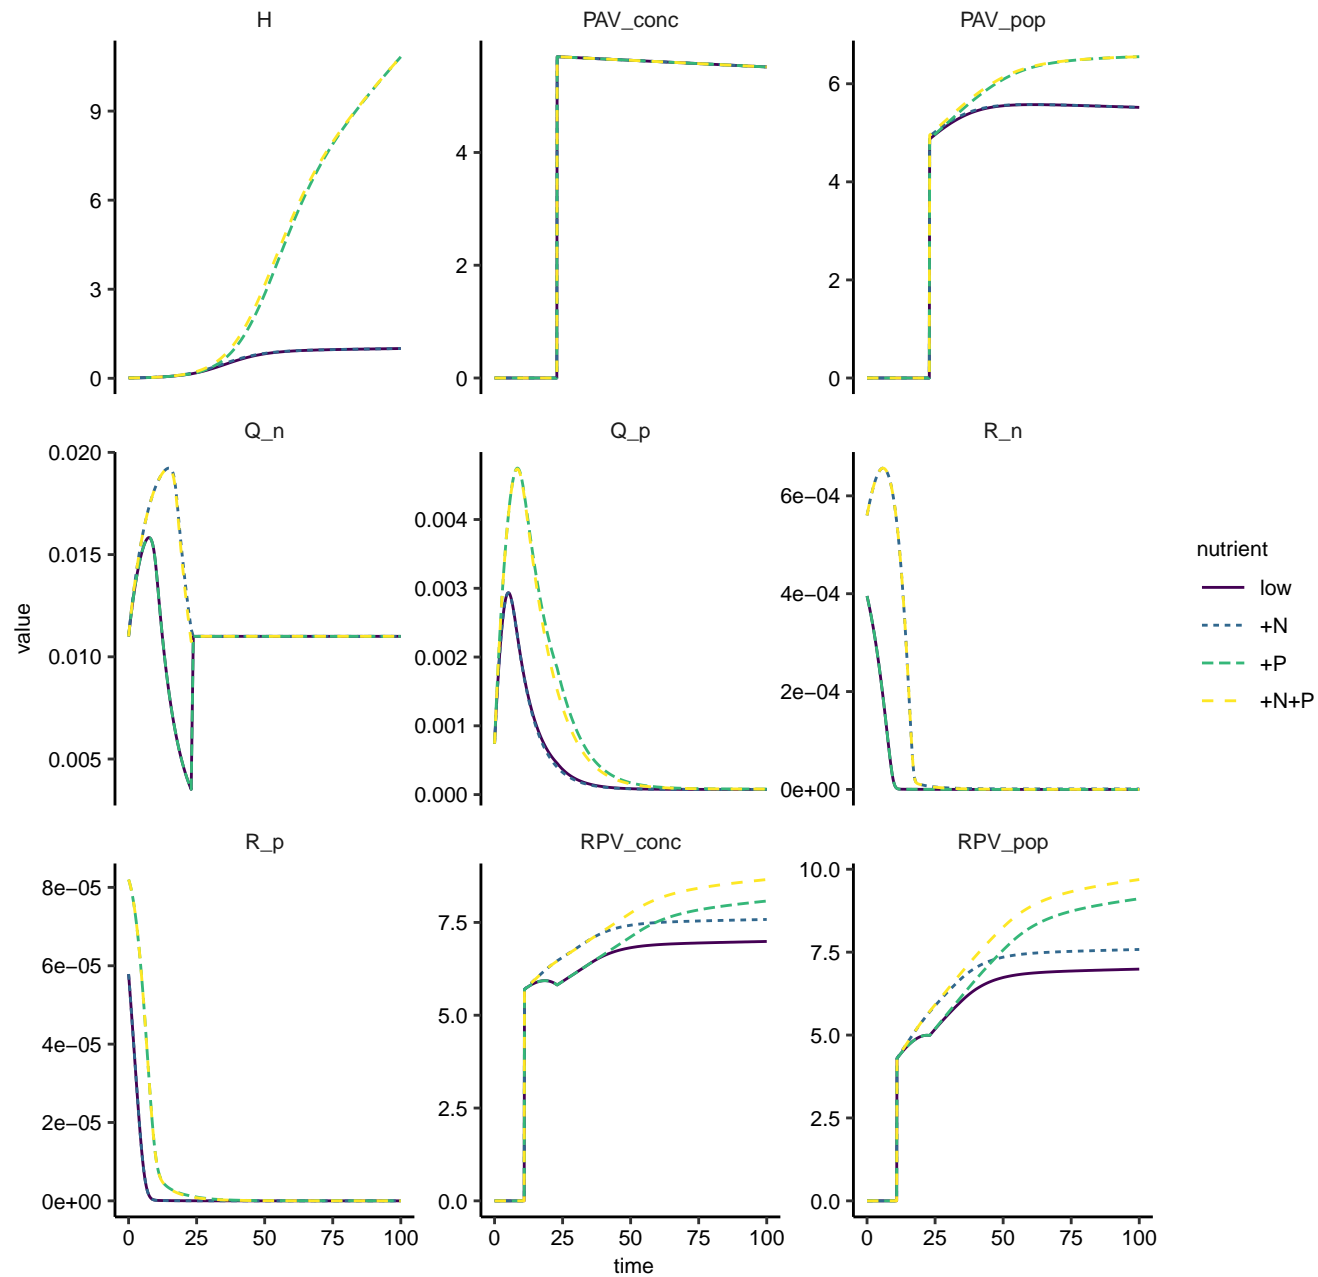 H
PAV_conc
PAV_pop
9
6
3
0
4
2
0
6
4
2
0
Q_n
Q_p
R_n
0.020
0.015
0.010
0.005
0.004
0.003
0.002
0.001
0.000
6e−04
4e−04
2e−04
0e+00
R_p
RPV_conc
RPV_pop
8e−05
6e−05
4e−05
2e−05
0e+00
7.5
5.0
2.5
0.0
10.0
7.5
5.0
2.5
0.0
0 25 50 75 100
0 25 50 75 100
0 25 50 75 100
time
value
nutrient
low
+N
+P
+N+P